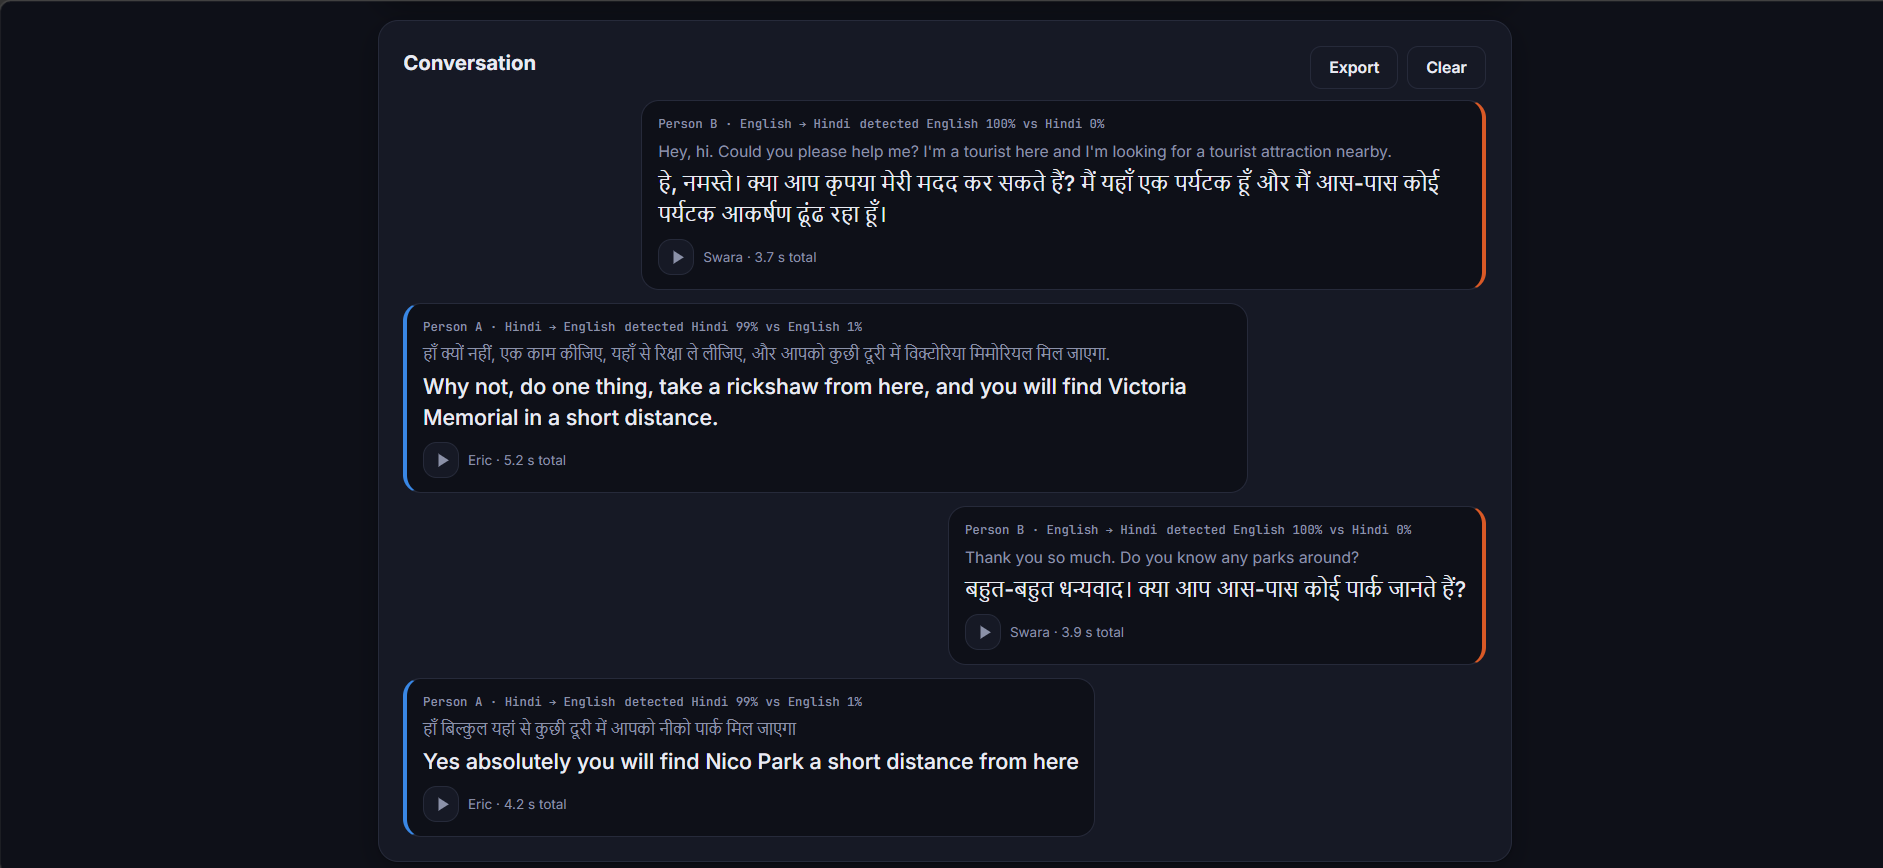 Conversation
Export
Clear
Person B · English → Hindi detected English 100% vs Hindi 0%
Hey, hi. Could you please help me? I'm a tourist here and I'm looking for a tourist attraction nearby.
हे, नमस्ते। क्या आप कृपया मेरी मदद कर सकते हैं? मैं यहाँ एक पर्यटक हूँ और मैं आस-पास कोई
पर्यटक आकर्षण ढूंढ रहा हूँ।
Swara · 3.7 s total
Person A · Hindi → English detected Hindi 99% vs English 1%
हाँ क्यों नहीं, एक काम कीजिए, यहाँ से रिक्षा ले लीजिए, और आपको कुछी दूरी में विक्टोरिया मिमोरियल मिल जाएगा.
Why not, do one thing, take a rickshaw from here, and you will find Victoria
Memorial in a short distance.
Eric · 5.2 s total
Person B · English → Hindi detected English 100% vs Hindi 0%
Thank you so much. Do you know any parks around?
बहुत-बहुत धन्यवाद। क्या आप आस-पास कोई पार्क जानते हैं?
Swara · 3.9 s total
Person A · Hindi → English detected Hindi 99% vs English 1%
हाँ बिल्कुल यहां से कुछी दूरी में आपको नीको पार्क मिल जाएगा
Yes absolutely you will find Nico Park a short distance from here
Eric · 4.2 s total